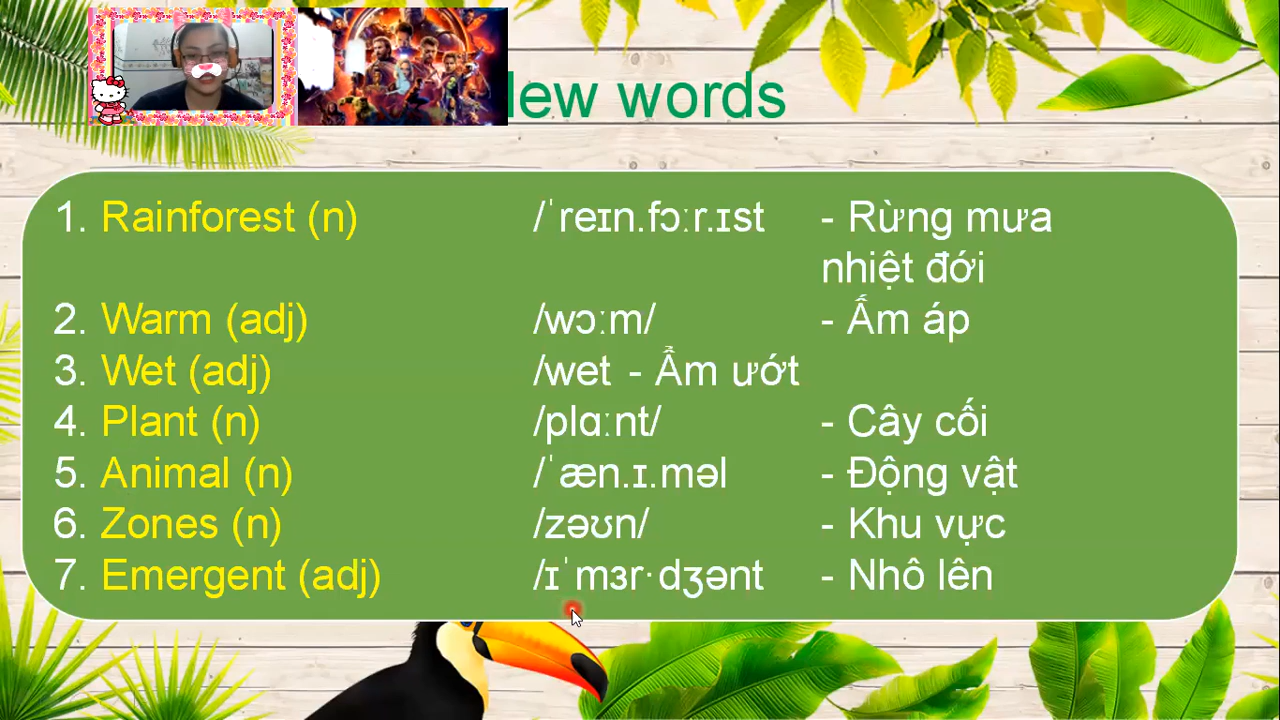 New words
1. Rainforest (n) /ˈreɪn.fɔːr.ɪst - Rừng mưa
nhiệt đới
2. Warm (adj) /wɔːm/ - Ấm áp
3. Wet (adj) /wet - Ẩm ướt
4. Plant (n) /plɑːnt/ - Cây cối
5. Animal (n) /ˈæn.ɪ.məl - Động vật
6. Zones (n) /zəʊn/ - Khu vực
7. Emergent (adj) /ɪˈmɜr·dʒənt - Nhô lên